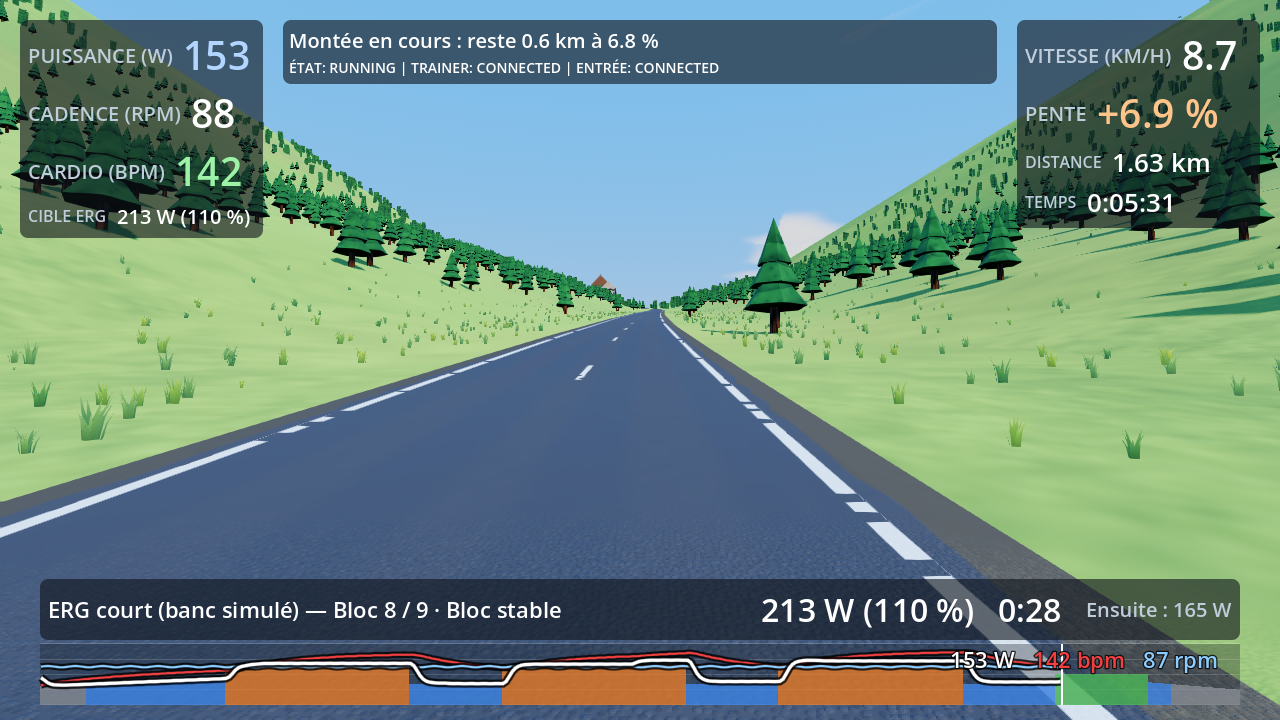 PUISSANCE (W) 153
CADENCE (RPM) 88
CARDIO (BPM) 142
CIBLE ERG 213 W (110 %)
Montée en cours : reste 0.6 km à 6.8 %
ÉTAT: RUNNING | TRAINER: CONNECTED | ENTRÉE: CONNECTED
VITESSE (KM/H) 8.7
PENTE +6.9 %
DISTANCE 1.63 km
TEMPS 0:05:31
ERG court (banc simulé) — Bloc 8 / 9 · Bloc stable 213 W (110 %) 0:28 Ensuite : 165 W
153 W 142 bpm 87 rpm